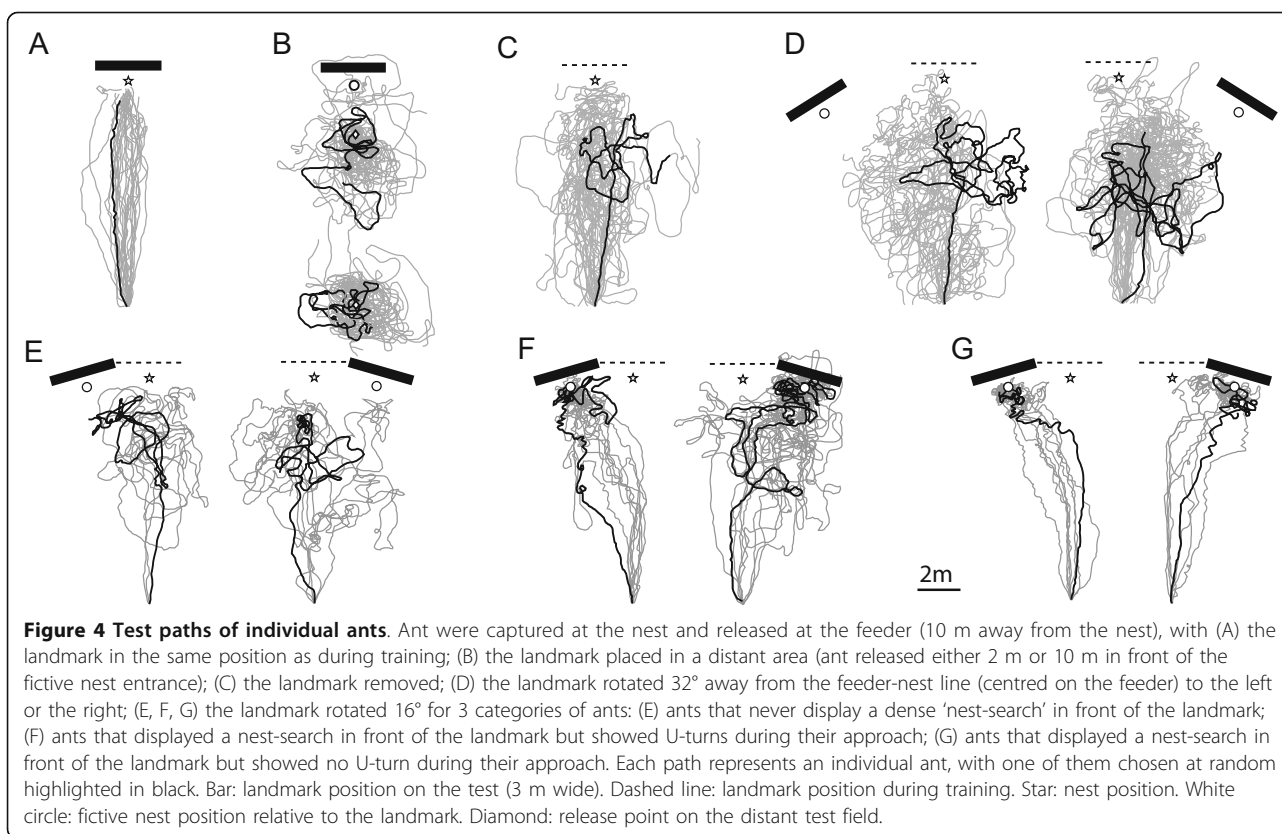 A
B
C
D
E
F
G
2m
Figure 4 Test paths of individual ants. Ant were captured at the nest and released at the feeder (10 m away from the nest), with (A) the
landmark in the same position as during training; (B) the landmark placed in a distant area (ant released either 2 m or 10 m in front of the
fictive nest entrance); (C) the landmark removed; (D) the landmark rotated 32° away from the feeder-nest line (centred on the feeder) to the left
or the right; (E, F, G) the landmark rotated 16° for 3 categories of ants: (E) ants that never display a dense ‘nest-search’ in front of the landmark;
(F) ants that displayed a nest-search in front of the landmark but showed U-turns during their approach; (G) ants that displayed a nest-search in
front of the landmark but showed no U-turn during their approach. Each path represents an individual ant, with one of them chosen at random
highlighted in black. Bar: landmark position on the test (3 m wide). Dashed line: landmark position during training. Star: nest position. White
circle: fictive nest position relative to the landmark. Diamond: release point on the distant test field.